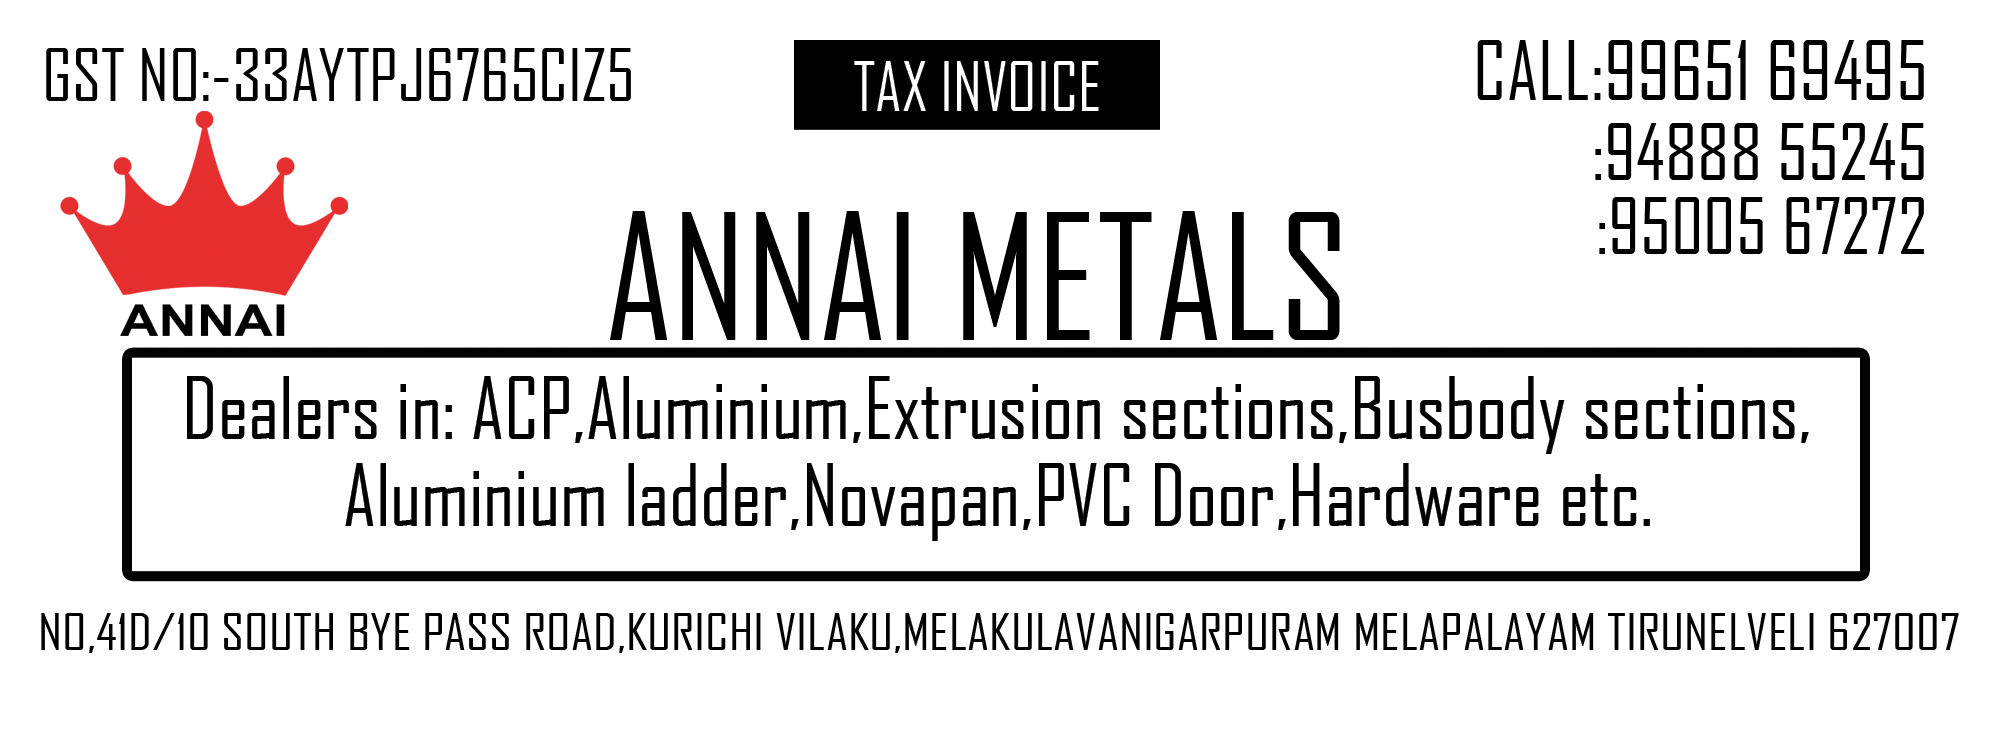 GST NO:-33AYTPJ6765CIZ5
TAX INVOICE
CALL:99651 69495
:94888 55245
:95005 67272
ANNAI
ANNAI METALS
Dealers in: ACP,Aluminium,Extrusion sections,Busbody sections,
Aluminium ladder,Novapan,PVC Door,Hardware etc.
NO,41D/10 SOUTH BYE PASS ROAD,KURICHI VILAKU,MELAKULAVANIGARPURAM MELAPALAYAM TIRUNELVELI 627007